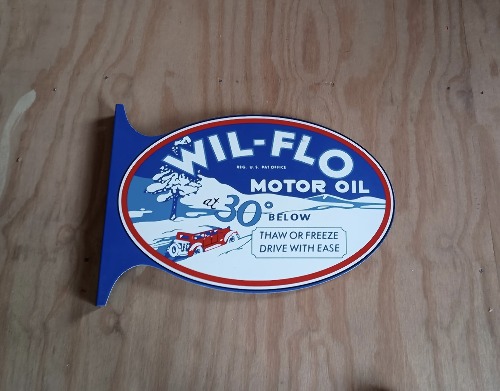 WIL-FLO
REG. U.S. PAT OFFICE
MOTOR OIL
at 30° BELOW
THAW OR FREEZE
DRIVE WITH EASE